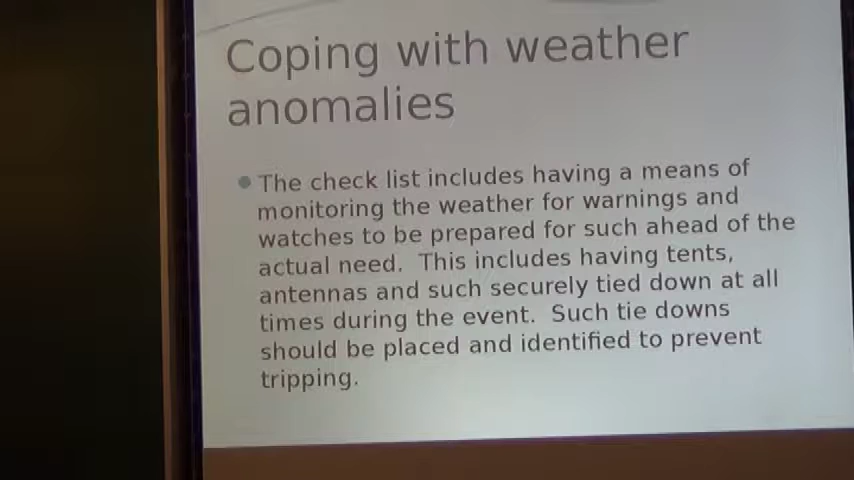 Coping with weather
anomalies
The check list includes having a means of
monitoring the weather for warnings and
watches to be prepared for such ahead of the
actual need.  This includes having tents,
antennas and such securely tied down at all
times during the event.  Such tie downs
should be placed and identified to prevent
tripping.